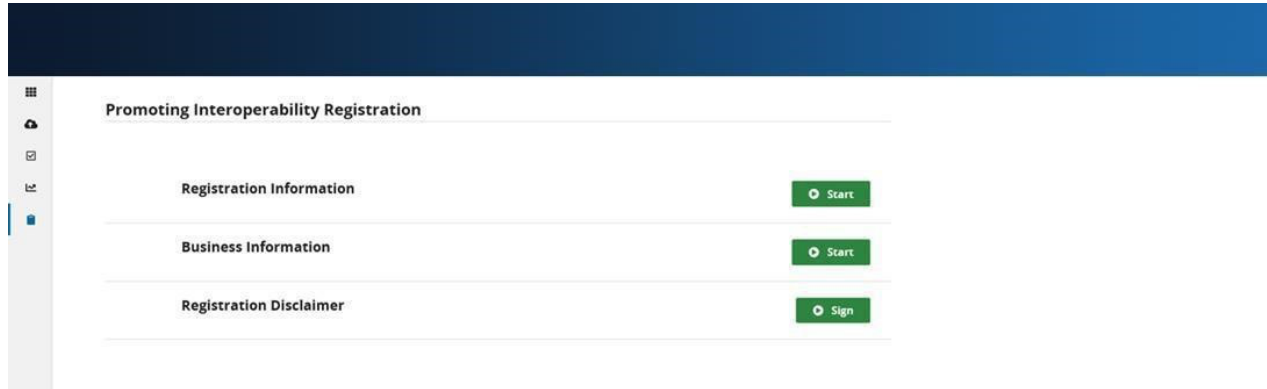 Promoting Interoperability Registration
Registration Information
Start
Business Information
Start
Registration Disclaimer
Sign